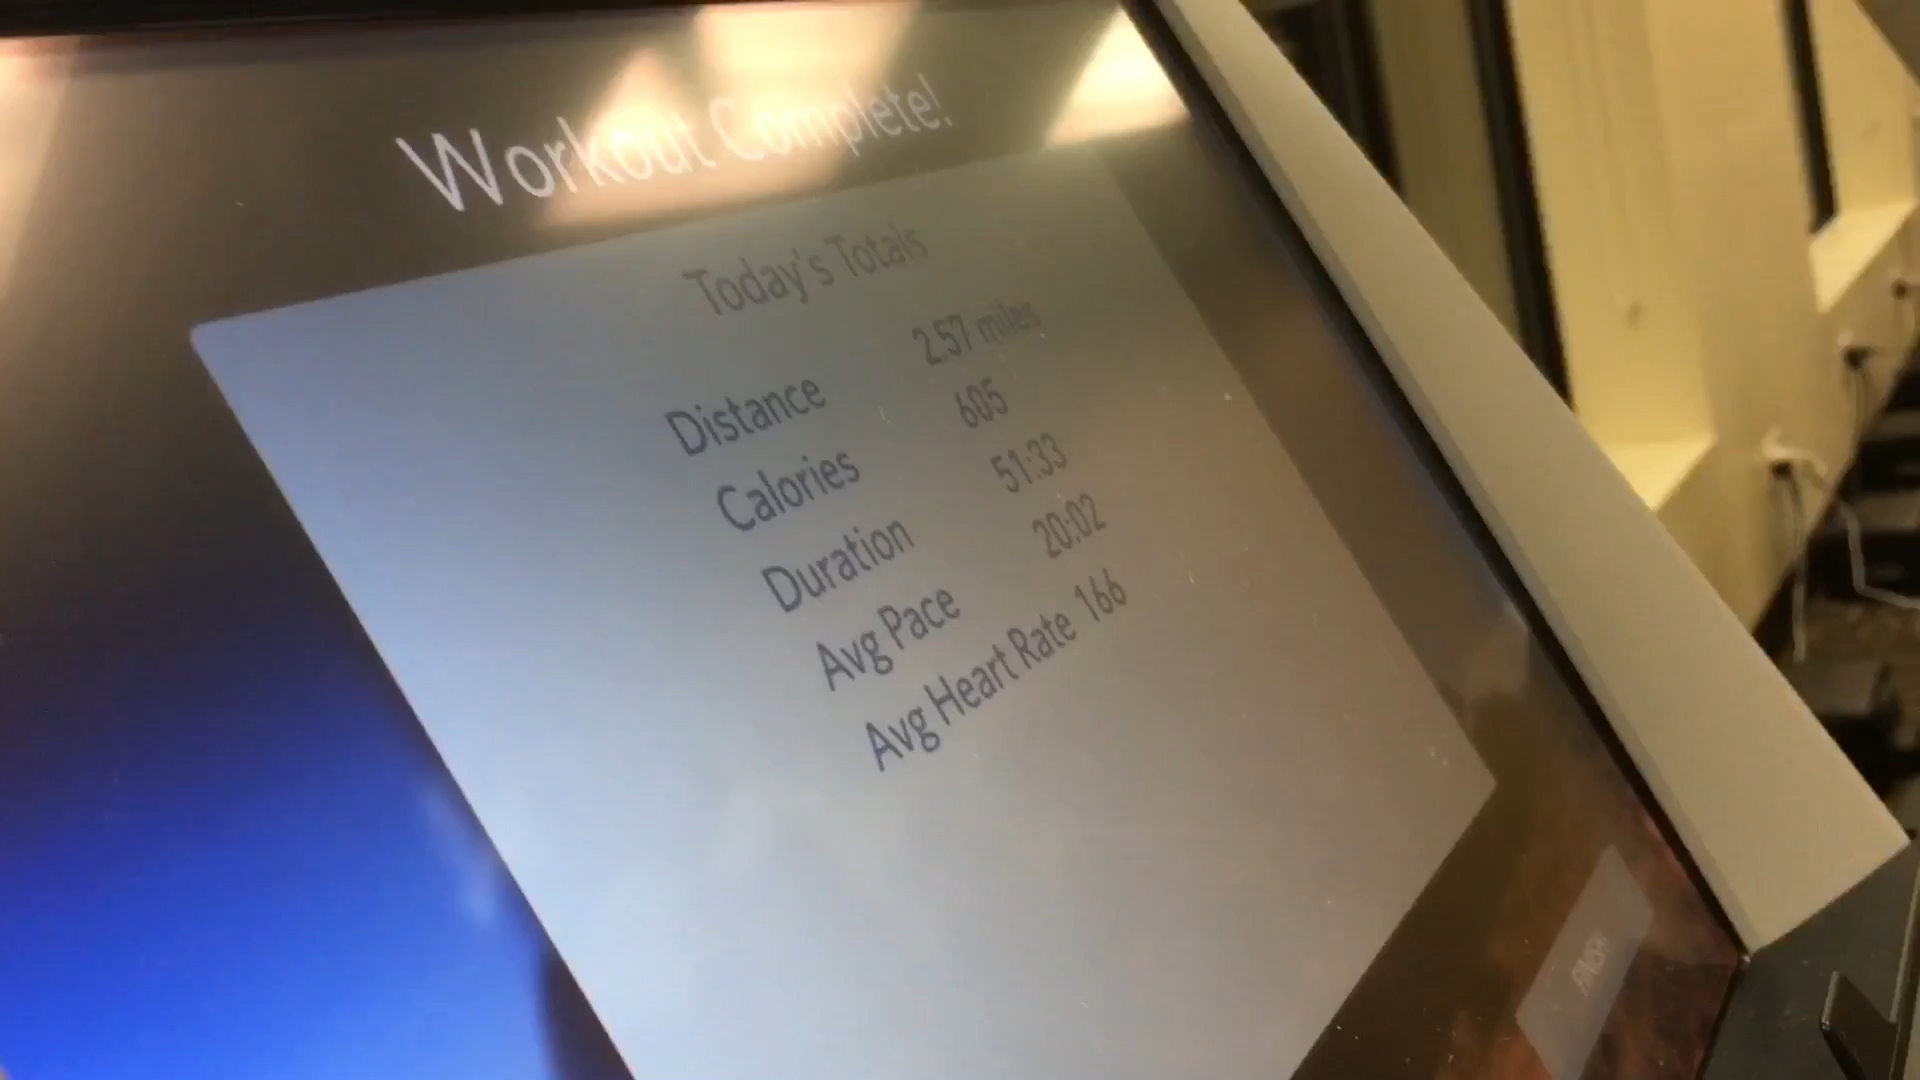 Workout Complete!
Today's Totals
Distance 2.57 miles
Calories 605
Duration 51:33
Avg Pace 20:02
Avg Heart Rate 166
FINISH